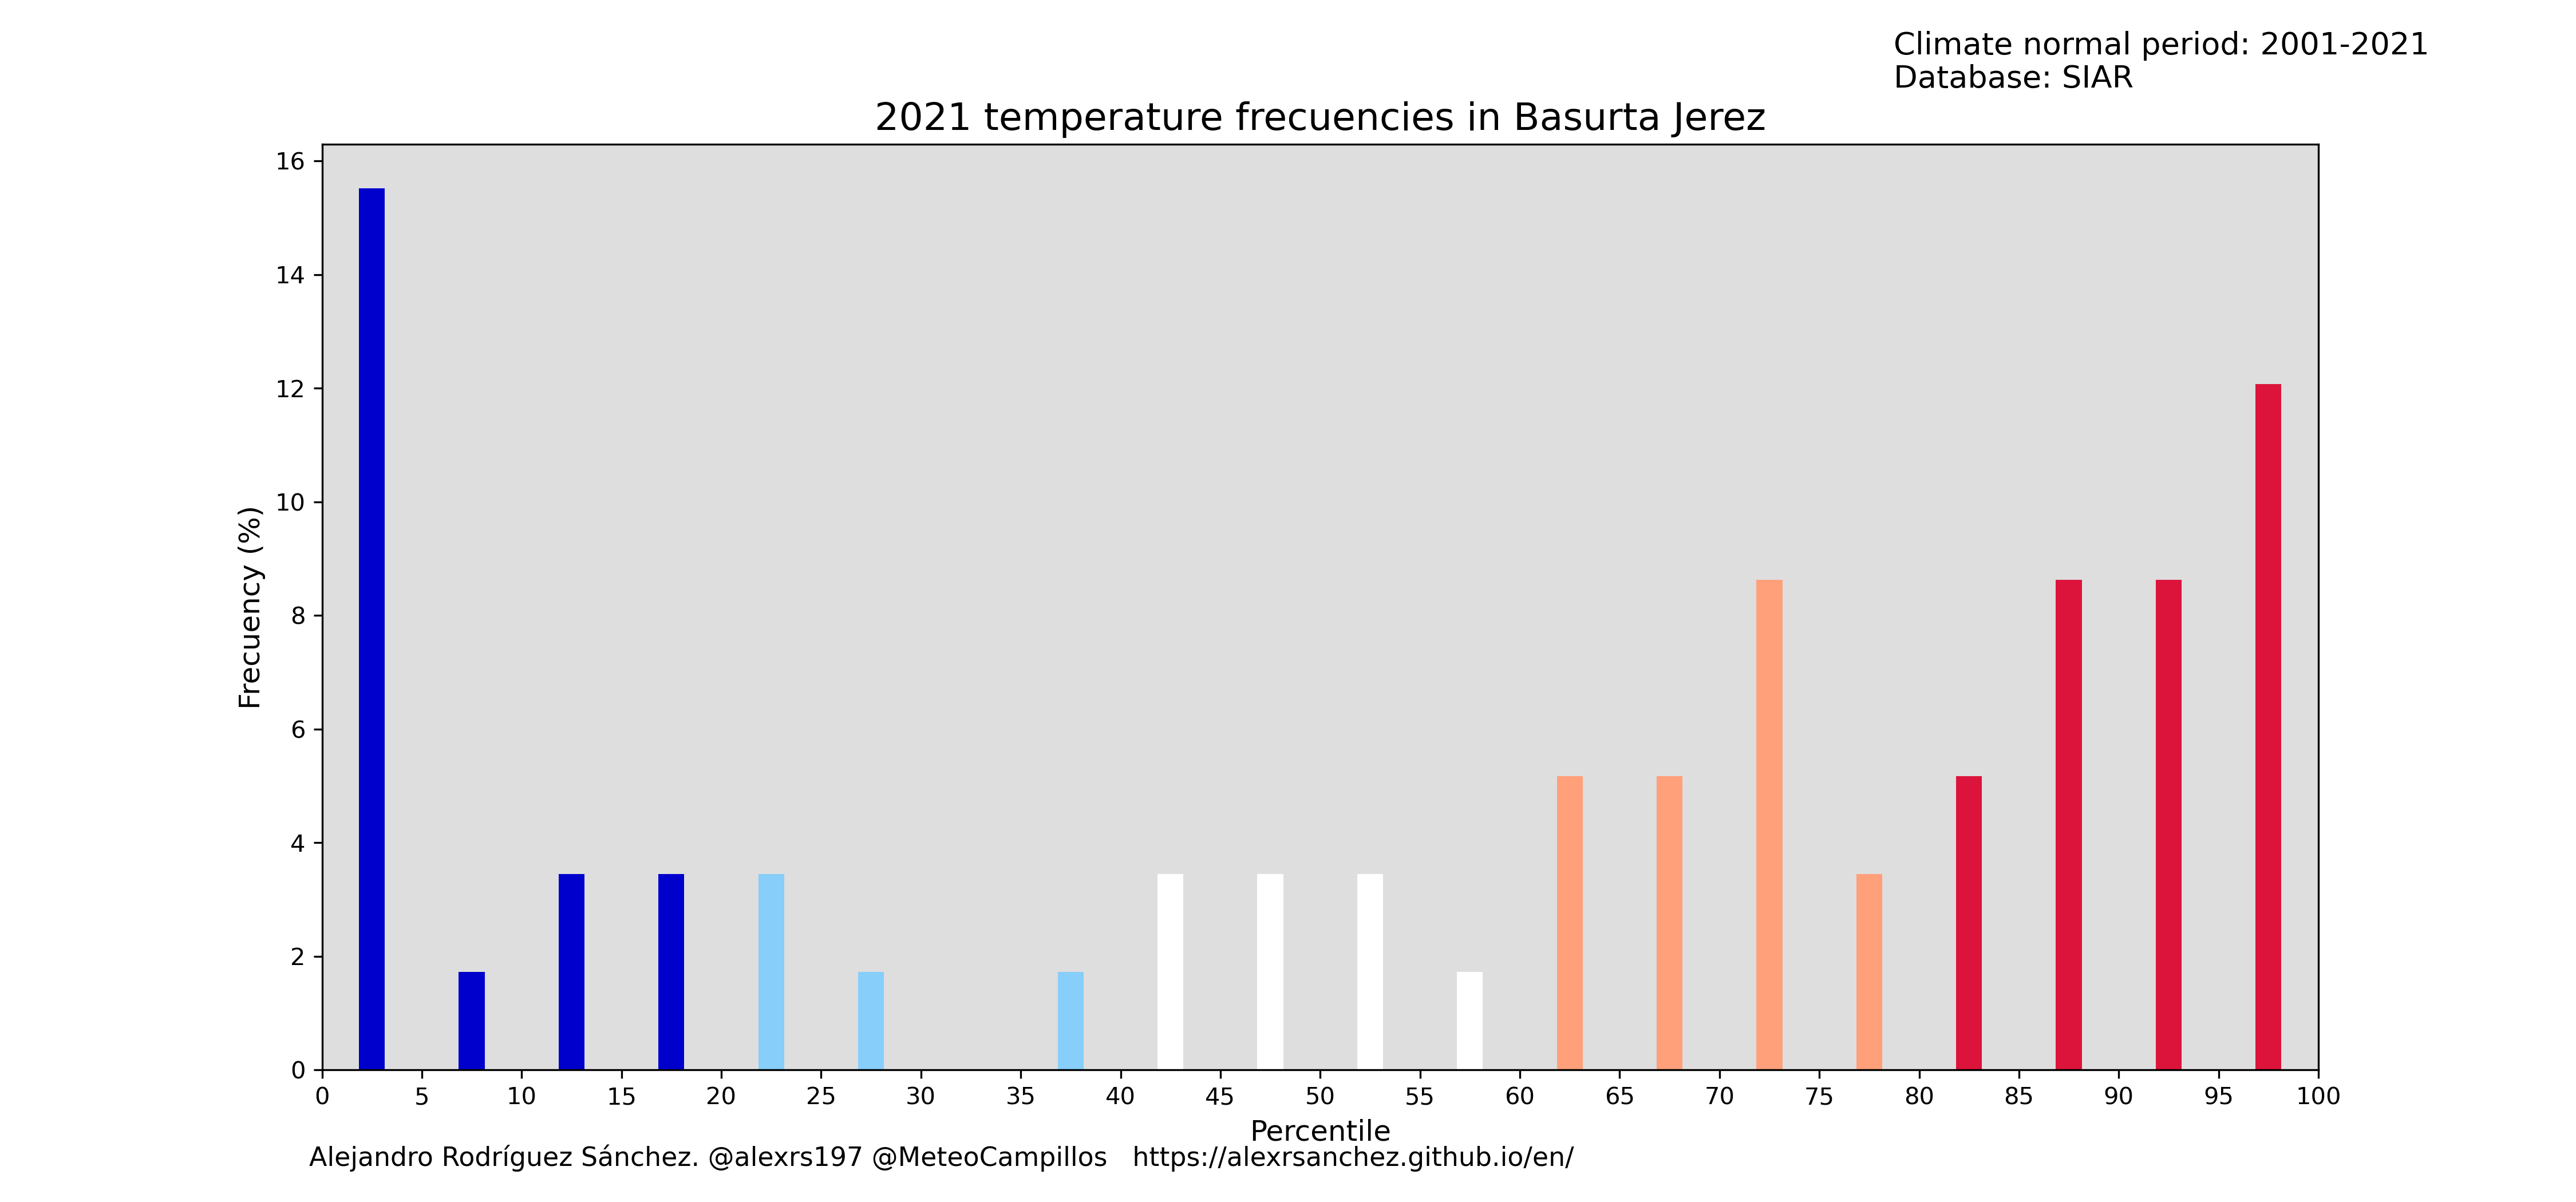 Climate normal period: 2001-2021
Database: SIAR
2021 temperature frecuencies in Basurta Jerez
16
14
12
10
8
6
4
2
0
Frecuency (%)
0 5 10 15 20 25 30 35 40 45 50 55 60 65 70 75 80 85 90 95 100
Percentile
Alejandro Rodríguez Sánchez. @alexrs197 @MeteoCampillos https://alexrsanchez.github.io/en/